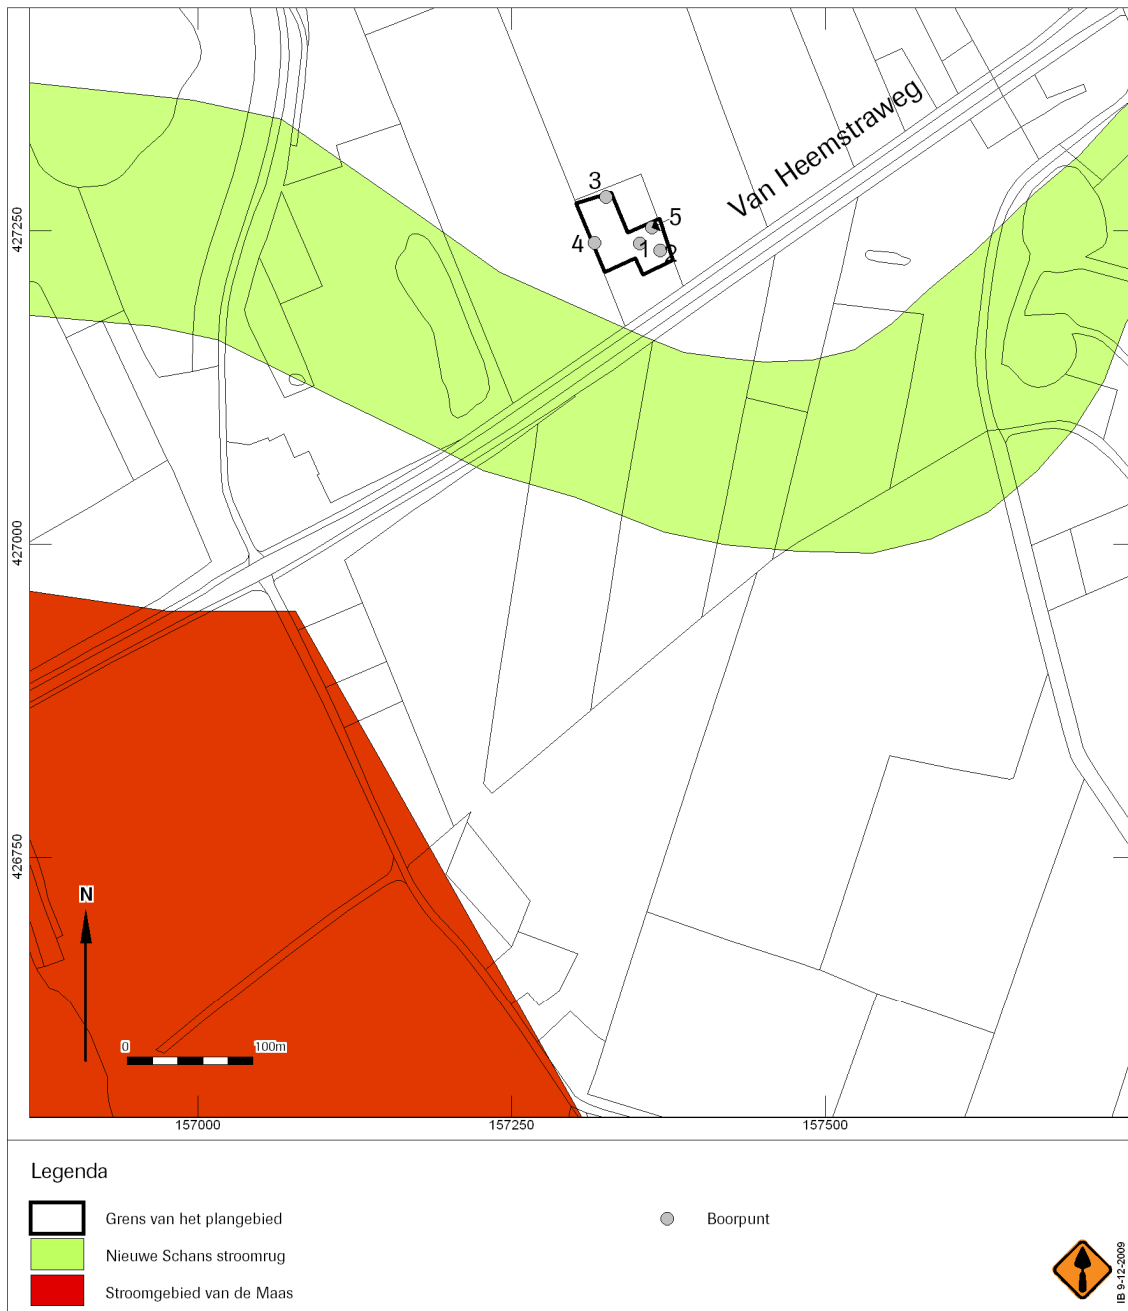 Van Heemstraweg
3
5
4
1
2
427250
427000
426750
N
0
100m
157000
157250
157500
Legenda
Grens van het plangebied
Boorpunt
Nieuwe Schans stroomrug
Stroomgebied van de Maas
IB 9-12-2009